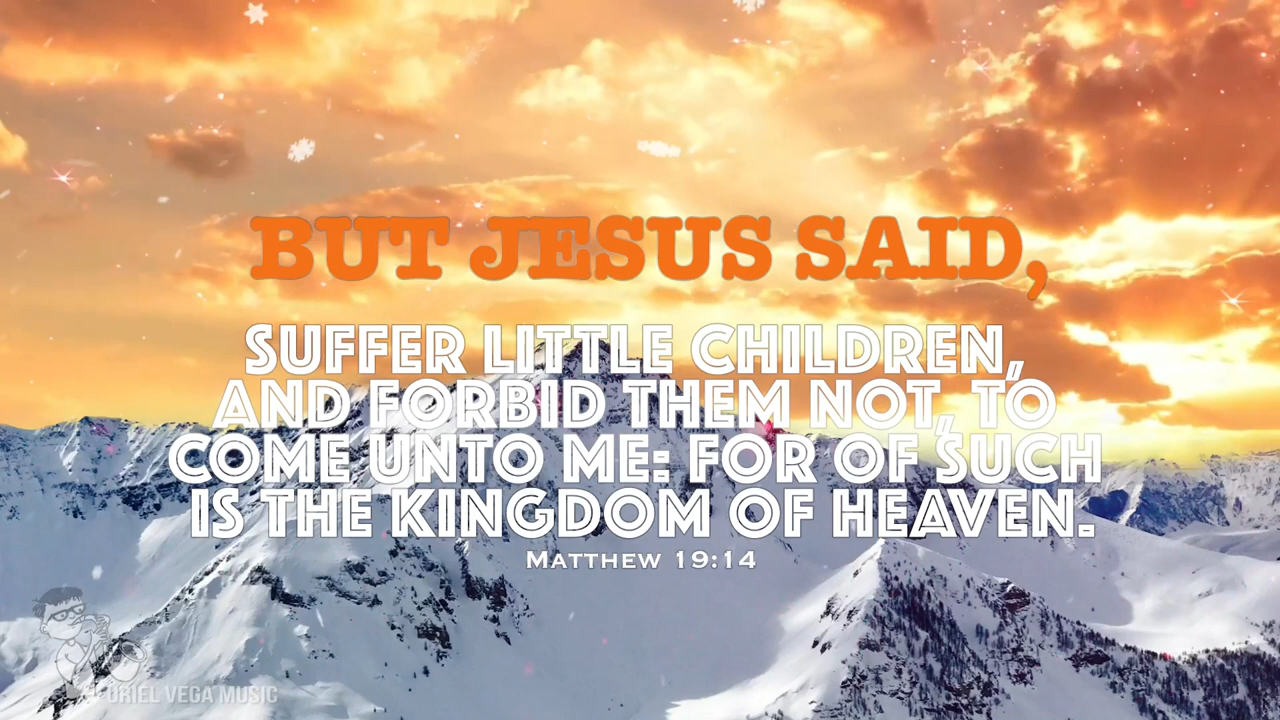 BUT JESUS SAID,
SUFFER LITTLE CHILDREN,
AND FORBID THEM NOT, TO
COME UNTO ME: FOR OF SUCH
IS THE KINGDOM OF HEAVEN.
MATTHEW 19:14
URIEL VEGA MUSIC